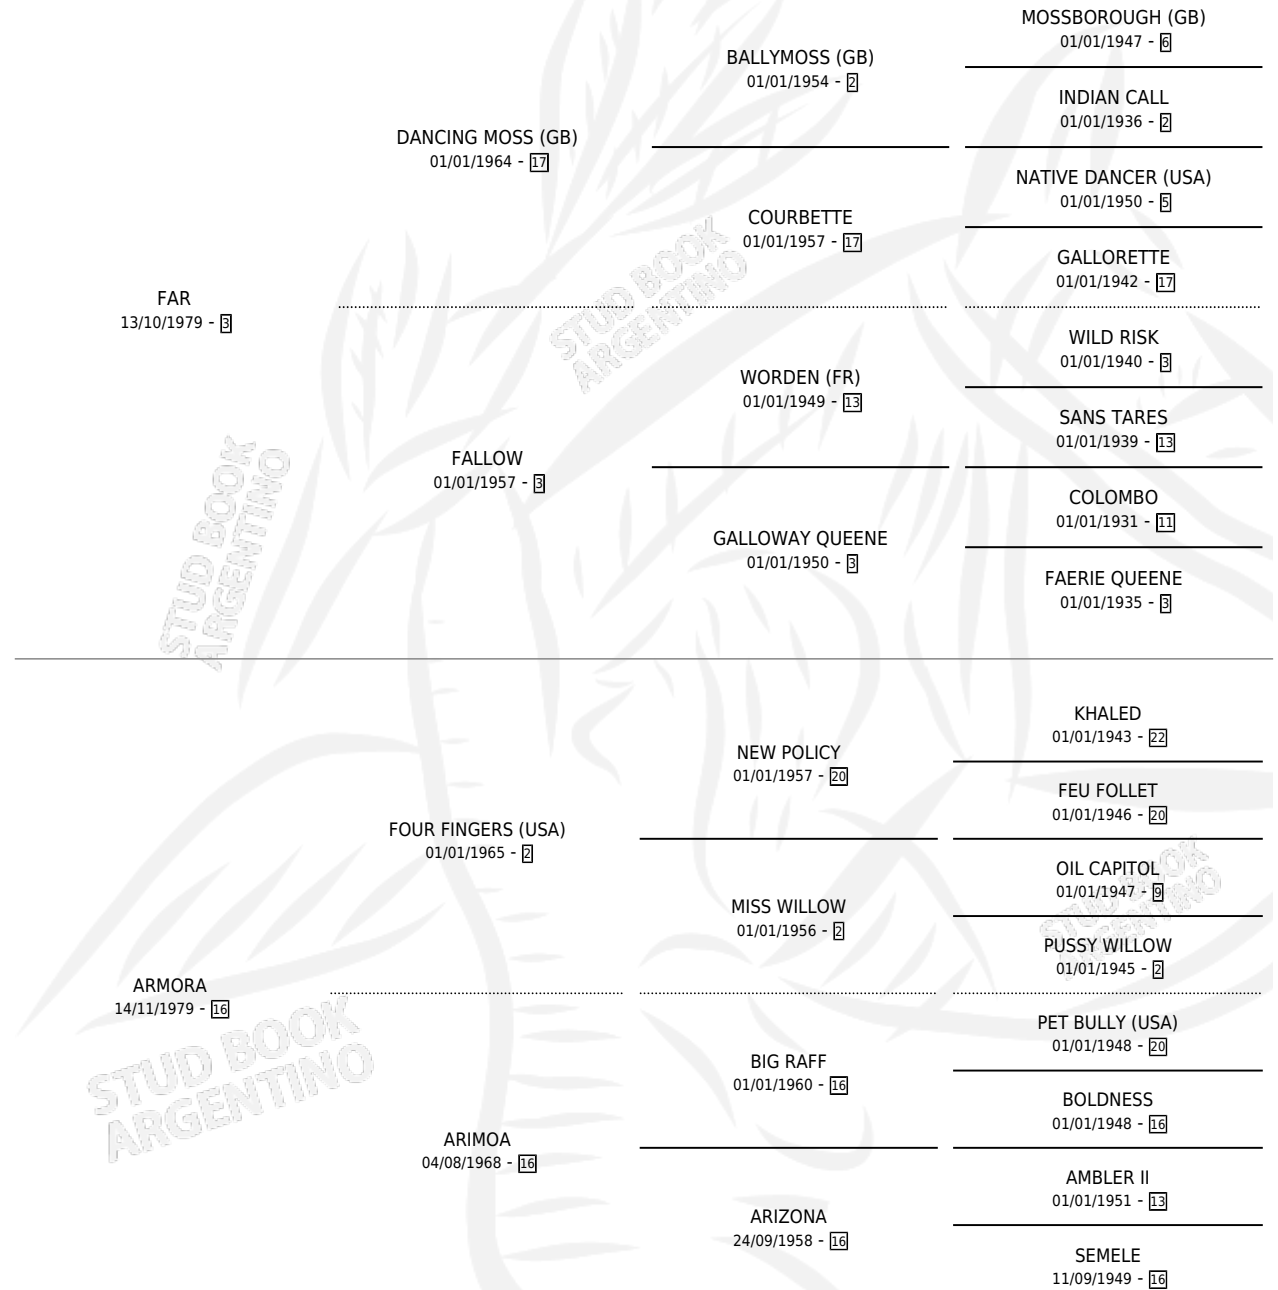 MOSSBOROUGH (GB)
01/01/1947 - 6
BALLYMOSS (GB)
01/01/1954 - 2
INDIAN CALL
01/01/1936 - 2
DANCING MOSS (GB)
01/01/1964 - 17
NATIVE DANCER (USA)
01/01/1950 - 5
COURBETTE
01/01/1957 - 17
GALLORETTE
01/01/1942 - 17
FAR
13/10/1979 - 3
WILD RISK
01/01/1940 - 3
WORDEN (FR)
01/01/1949 - 13
SANS TARES
01/01/1939 - 13
FALLOW
01/01/1957 - 3
COLOMBO
01/01/1931 - 11
GALLOWAY QUEENE
01/01/1950 - 3
FAERIE QUEENE
01/01/1935 - 3
STUD BOOK
ARGENTINO
STUD BOOK
ARGENTINO
KHALED
01/01/1943 - 22
NEW POLICY
01/01/1957 - 20
FEU FOLLET
01/01/1946 - 20
FOUR FINGERS (USA)
01/01/1965 - 2
OIL CAPITOL
01/01/1947 - 9
MISS WILLOW
01/01/1956 - 2
PUSSY WILLOW
01/01/1945 - 2
STUD BOOK
ARGENTINO
ARMORA
14/11/1979 - 16
PET BULLY (USA)
01/01/1948 - 20
BIG RAFF
01/01/1960 - 16
BOLDNESS
01/01/1948 - 16
STUD BOOK
ARGENTINO
ARIMOA
04/08/1968 - 16
AMBLER II
01/01/1951 - 13
ARIZONA
24/09/1958 - 16
SEMELE
11/09/1949 - 16